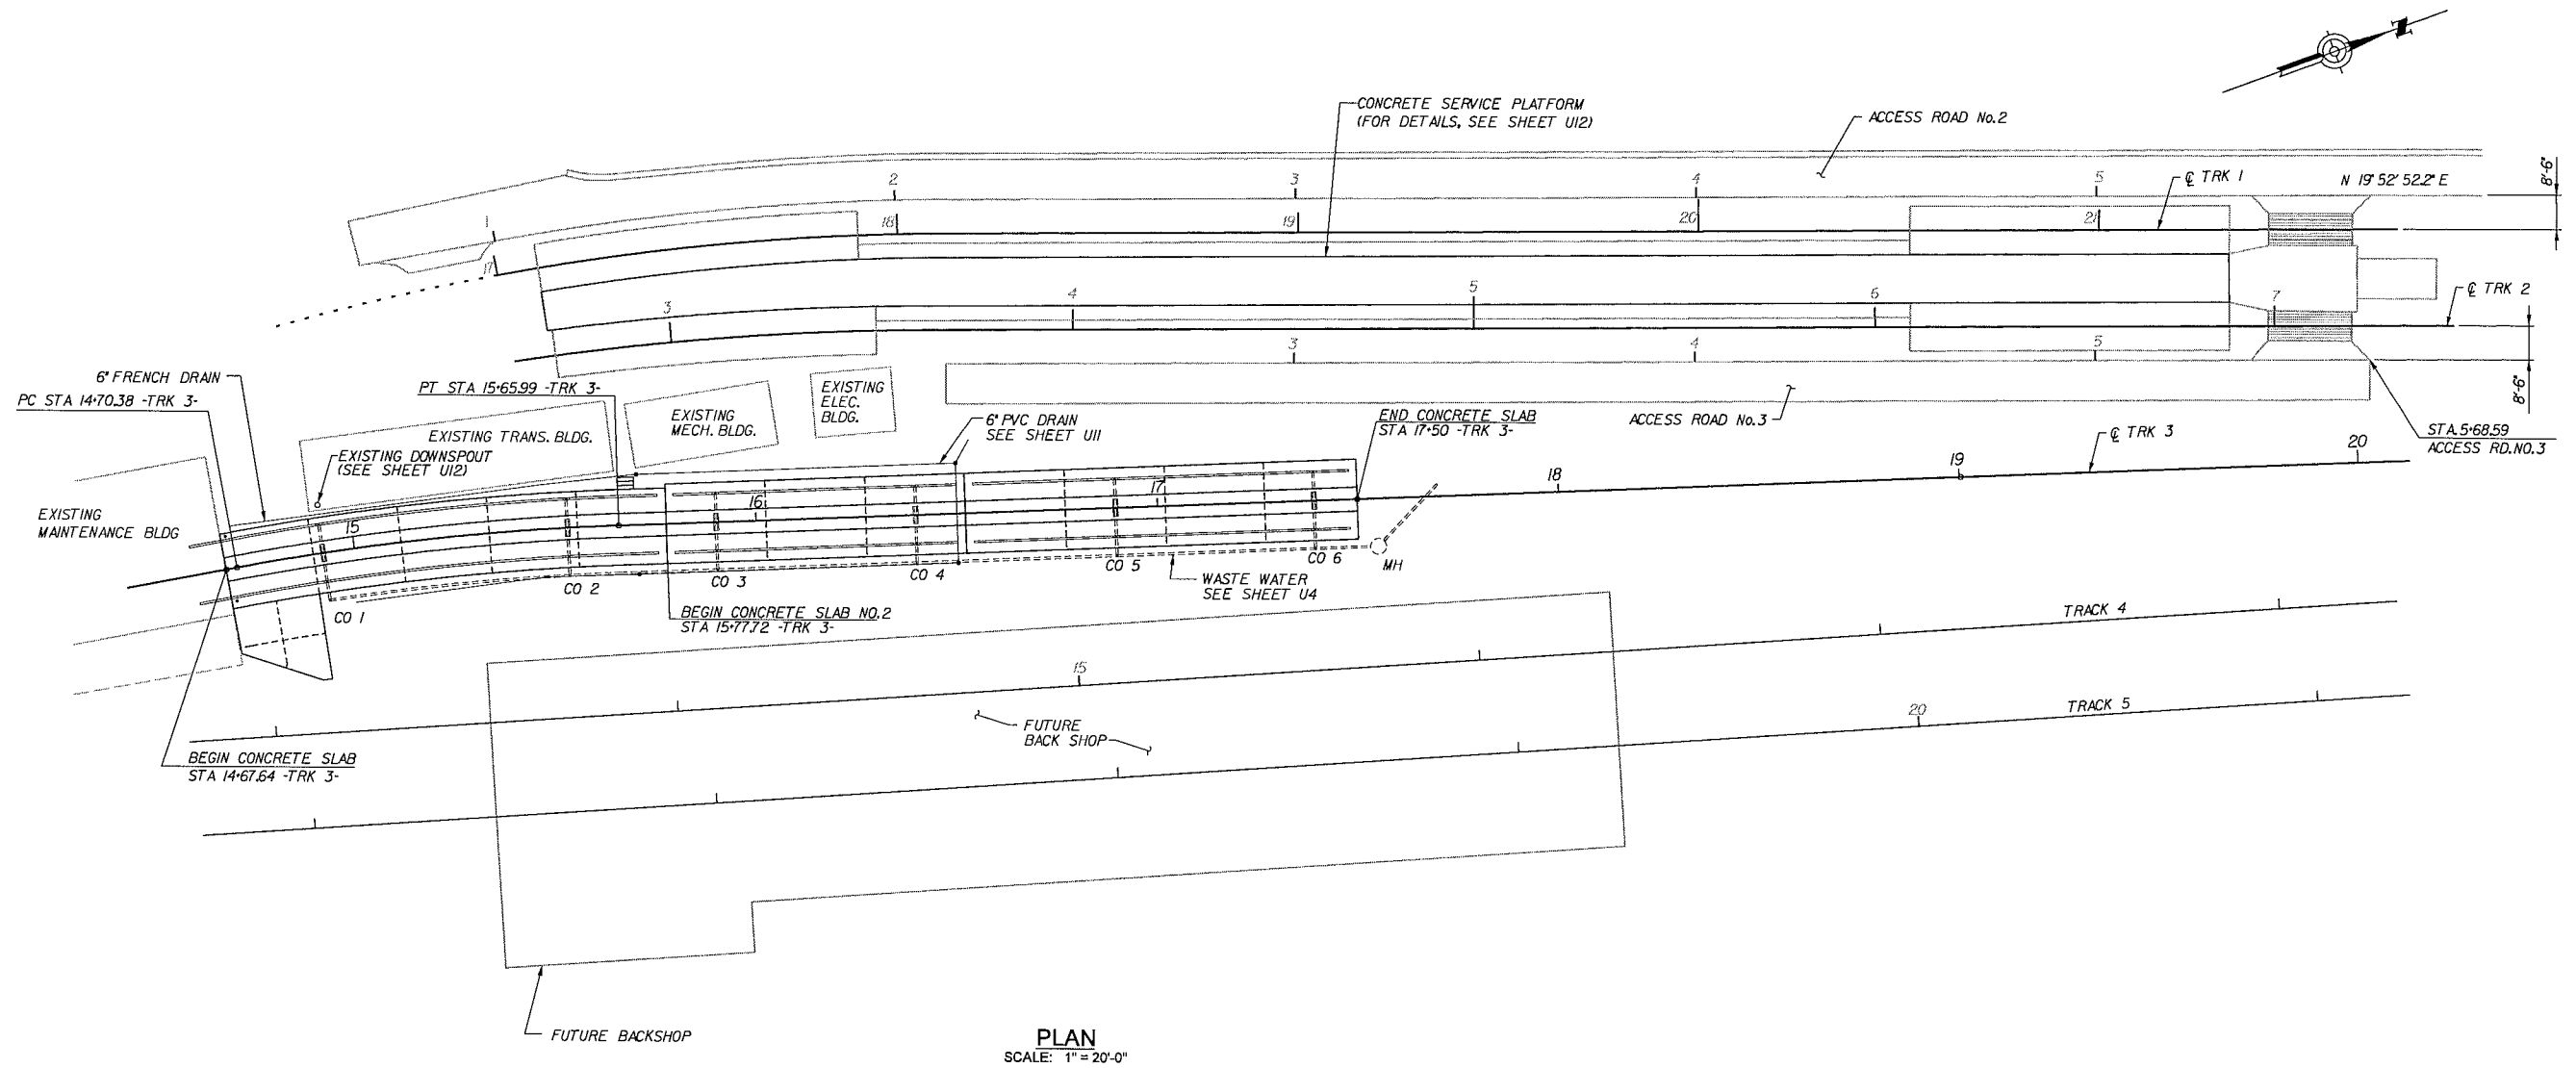 N
CONCRETE SERVICE PLATFORM
(FOR DETAILS, SEE SHEET U12)
ACCESS ROAD No.2
1
2
3
4
5
℄ TRK 1
N 19° 52' 52.2" E
8'-6"
17
18
19
20
21
3
4
5
6
7
℄ TRK 2
8'-6"
3
4
5
6" FRENCH DRAIN
PC STA 14+70.38 -TRK 3-
PT STA 15+65.99 -TRK 3-
EXISTING
MECH. BLDG.
EXISTING
ELEC.
BLDG.
6" PVC DRAIN
SEE SHEET U11
END CONCRETE SLAB
STA 17+50 -TRK 3-
ACCESS ROAD No.3
STA.5+68.59
ACCESS RD.NO.3
EXISTING TRANS. BLDG.
EXISTING DOWNSPOUT
(SEE SHEET U12)
EXISTING
MAINTENANCE BLDG
℄ TRK 3
15
16
17
18
19
20
CO 1
CO 2
CO 3
CO 4
CO 5
CO 6
MH
WASTE WATER
SEE SHEET U4
BEGIN CONCRETE SLAB NO.2
STA 15+77.72 -TRK 3-
BEGIN CONCRETE SLAB
STA 14+67.64 -TRK 3-
15
TRACK 4
FUTURE
BACK SHOP
20
TRACK 5
FUTURE BACKSHOP
PLAN
SCALE: 1" = 20'-0"